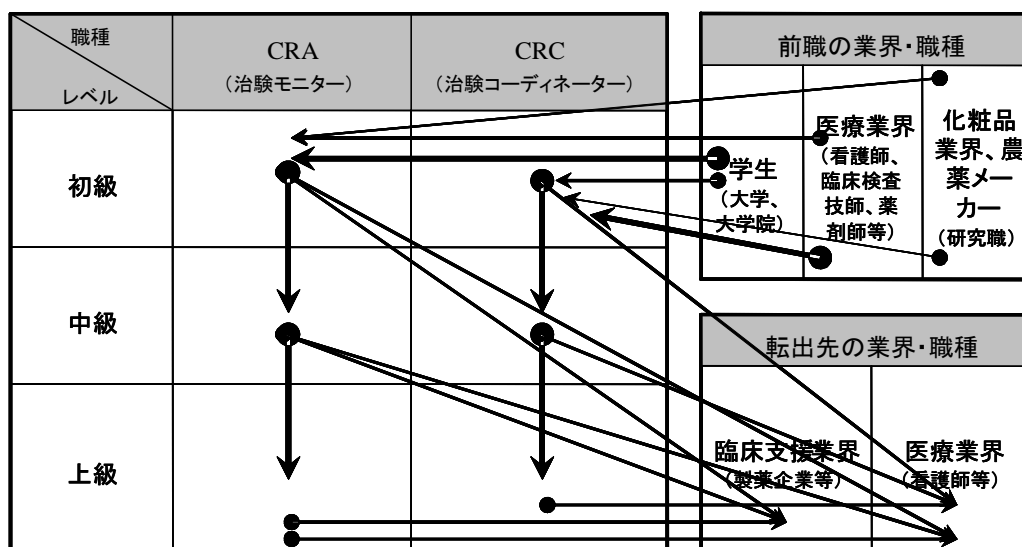 職種
レベル
CRA
（治験モニター）
CRC
（治験コーディネーター）
初級
中級
上級
前職の業界・職種
学生
（大学、
大学院）
医療業界
（看護師、
臨床検査
技師、薬
剤師等）
化粧品
業界、農
薬メー
カー
（研究職）
転出先の業界・職種
臨床支援業界
（製薬企業等）
医療業界
（看護師等）